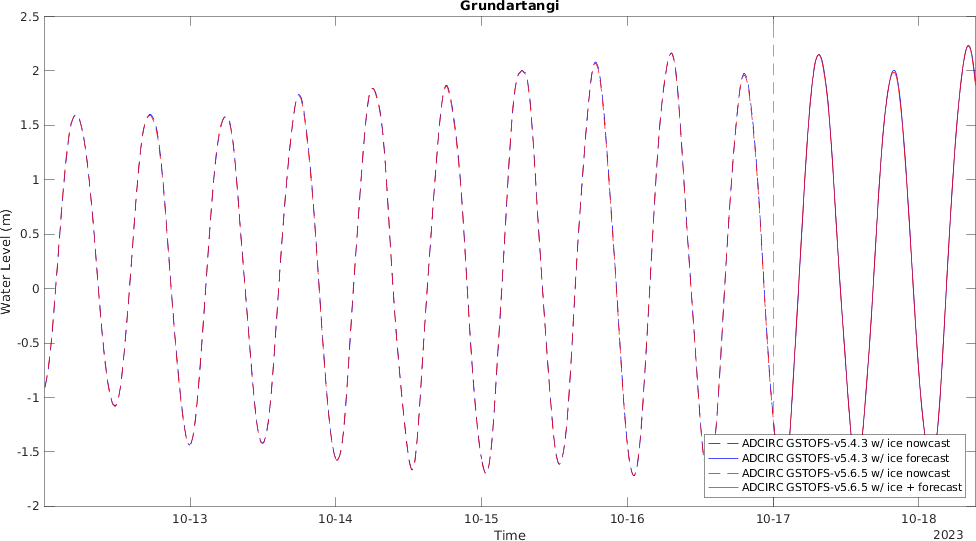 Grundartangi
2.5
2
1.5
1
0.5
0
-0.5
-1
-1.5
-2
Water Level (m)
ADCIRC GSTOFS-v5.4.3 w/ ice nowcast
ADCIRC GSTOFS-v5.4.3 w/ ice forecast
ADCIRC GSTOFS-v5.6.5 w/ ice nowcast
ADCIRC GSTOFS-v5.6.5 w/ ice + forecast
10-13 10-14 10-15 10-16 10-17 10-18
Time
2023